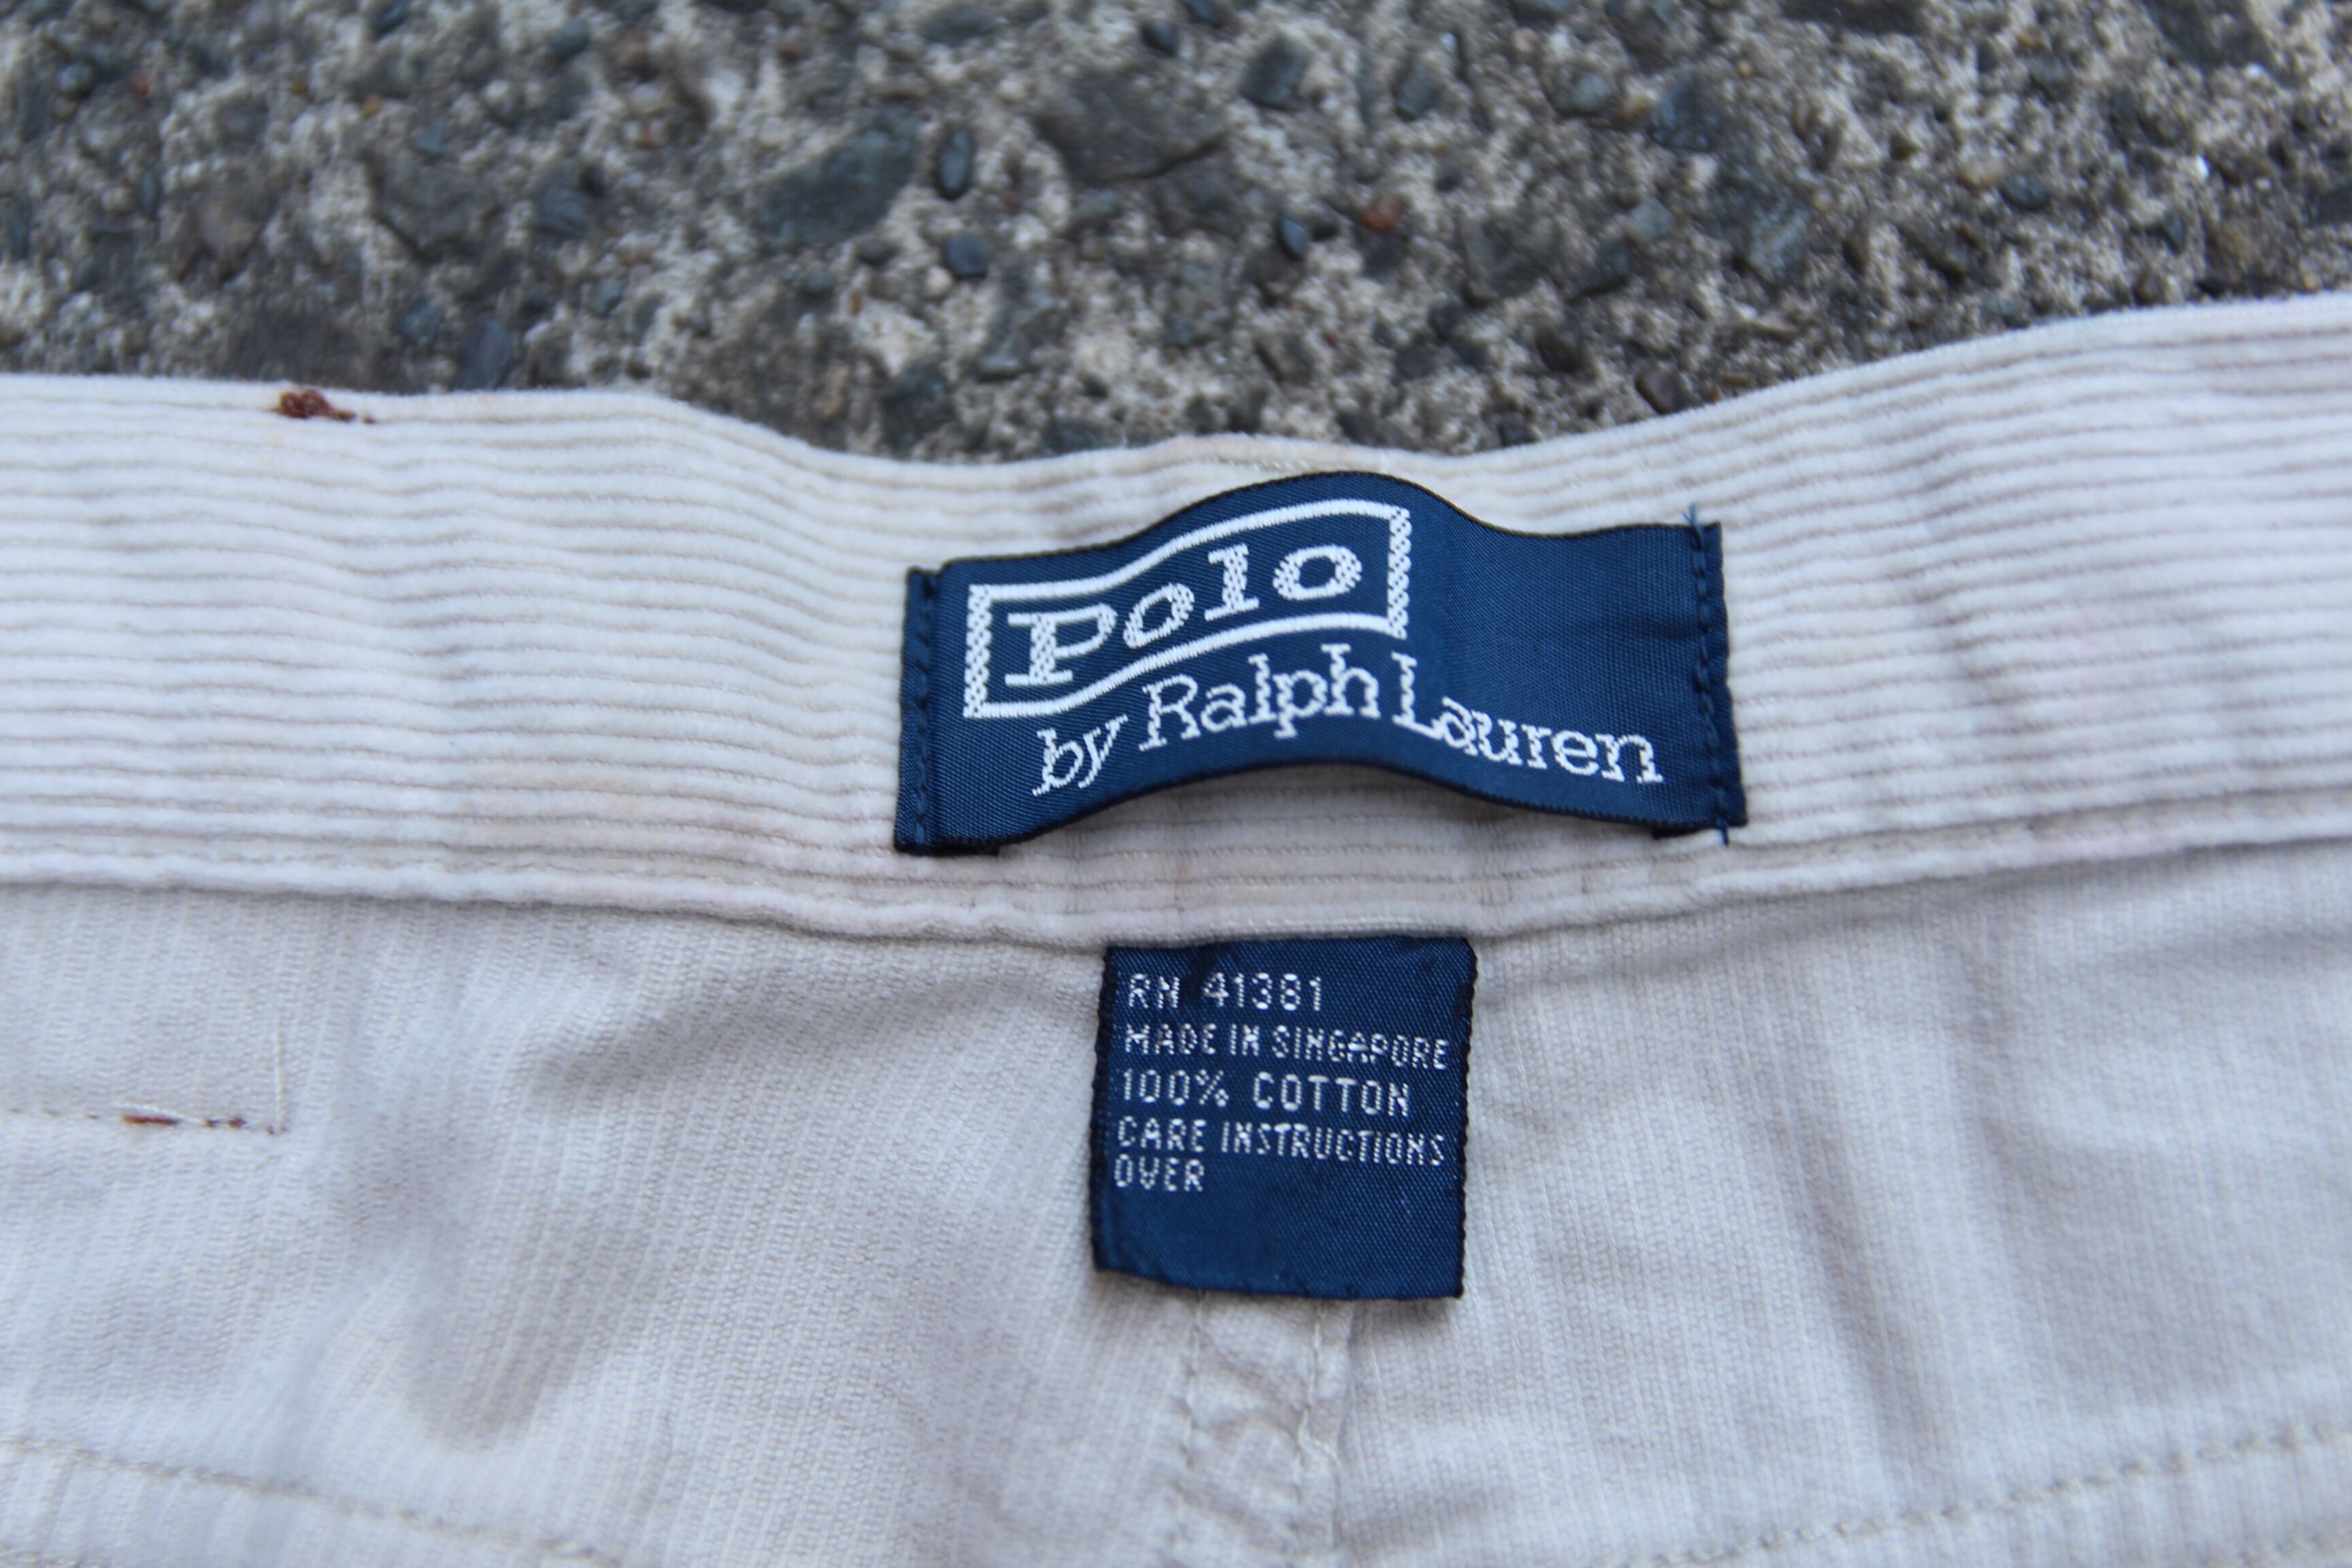 Polo
by Ralph Lauren
RN 41381
MADE IN SINGAPORE
100% COTTON
CARE INSTRUCTIONS
OVER